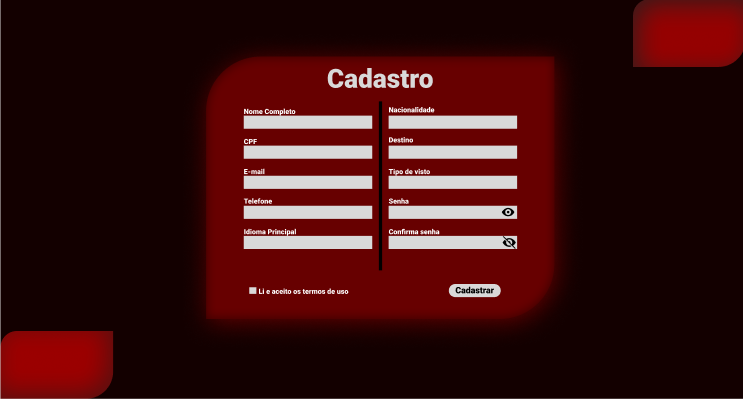 Cadastro
Nome Completo
CPF
E-mail
Telefone
Idioma Principal
Nacionalidade
Destino
Tipo de visto
Senha
Confirma senha
Li e aceito os termos de uso
Cadastrar